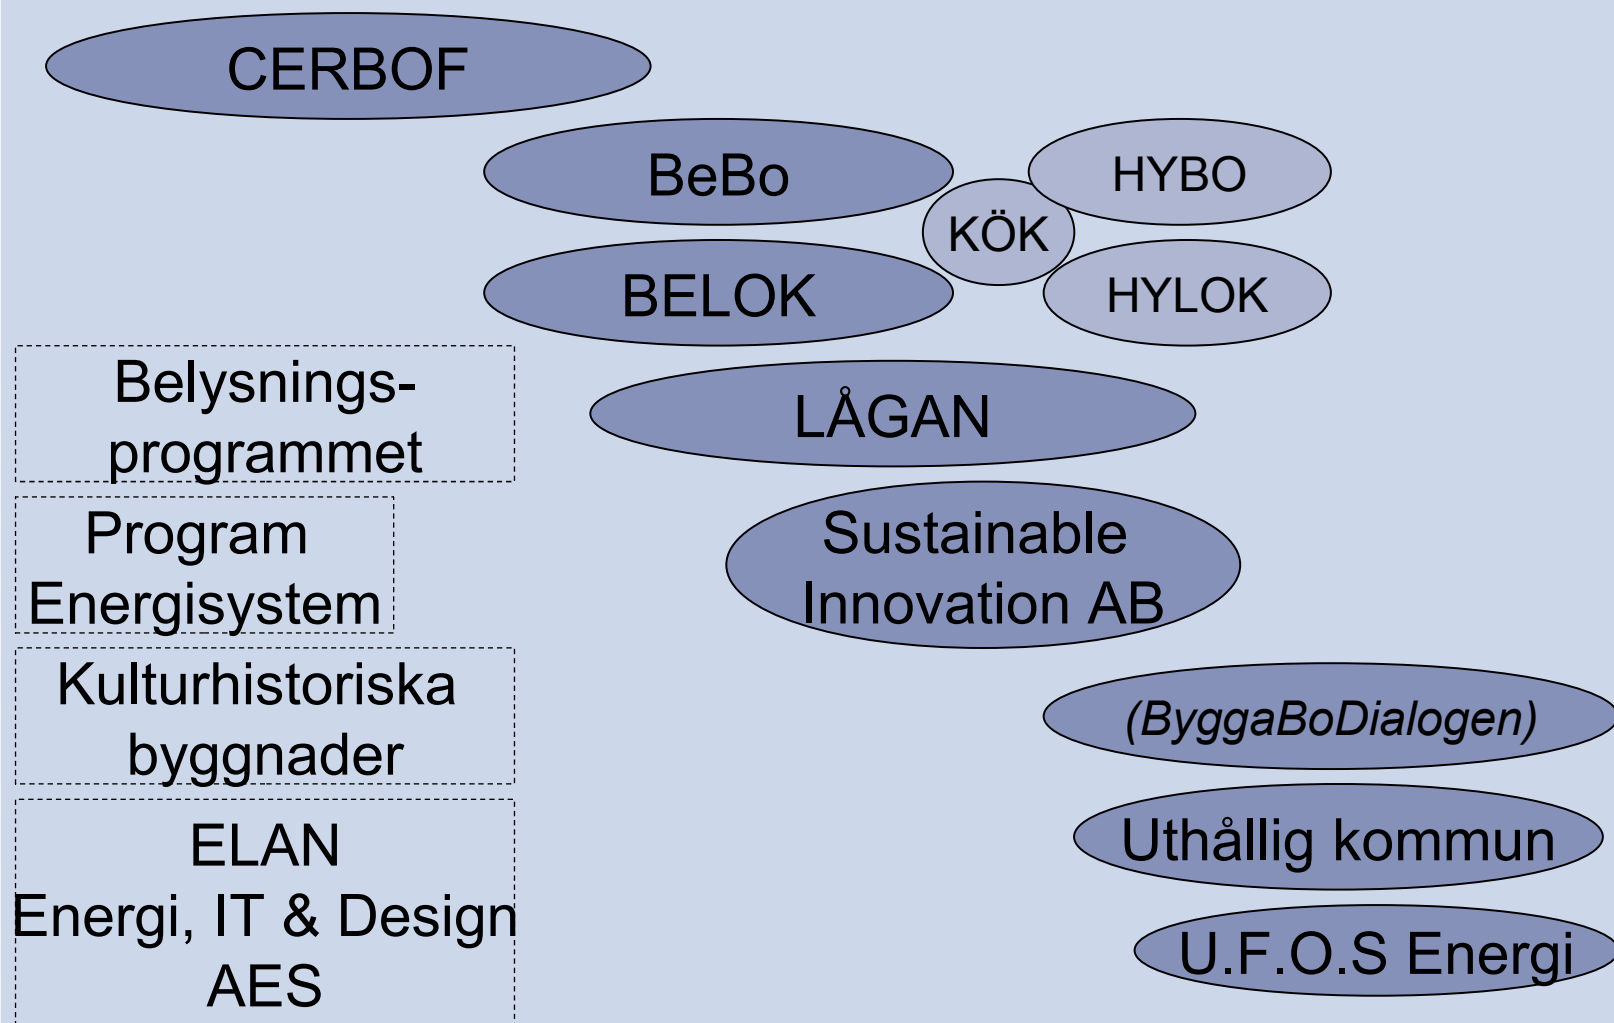 CERBOF
BeBo
HYBO
KÖK
BELOK
HYLOK
Belysnings-
programmet
LÅGAN
Program
Energisystem
Sustainable
Innovation AB
Kulturhistoriska
byggnader
(ByggaBoDialogen)
ELAN
Energi, IT & Design
AES
Uthållig kommun
U.F.O.S Energi